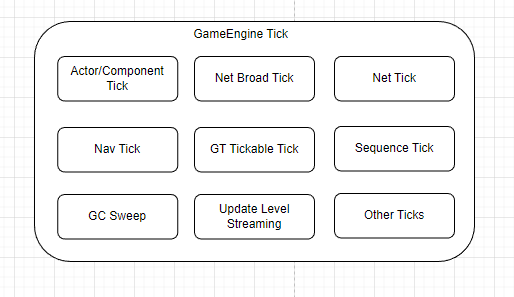 GameEngine Tick
Actor/Component
Tick
Net Broad Tick
Net Tick
Nav Tick
GT Tickable Tick
Sequence Tick
GC Sweep
Update Level
Streaming
Other Ticks